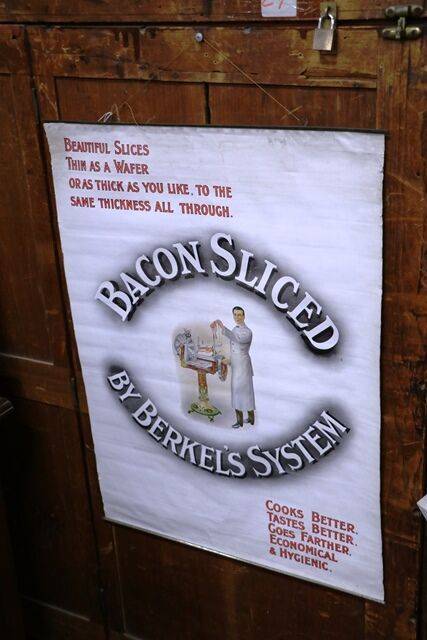 BEAUTIFUL SLICES
THIN AS A WAFER
OR AS THICK AS YOU LIKE, TO THE
SAME THICKNESS ALL THROUGH.
BACON SLICED
BY BERKEL'S SYSTEM
COOKS BETTER,
TASTES BETTER,
GOES FARTHER,
ECONOMICAL
& HYGIENIC.